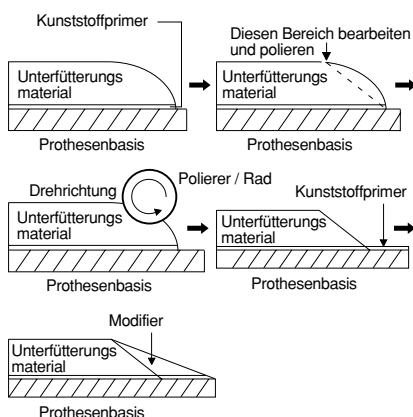 Kunststoffprimer
Unterfütterungs
material
Prothesenbasis
Diesen Bereich bearbeiten
und polieren
Unterfütterungs
material
Prothesenbasis
Drehrichtung
Polierer / Rad
Unterfütterungs
material
Prothesenbasis
Kunststoffprimer
Unterfütterungs
material
Prothesenbasis
Modifier
Unterfütterungs
material
Prothesenbasis